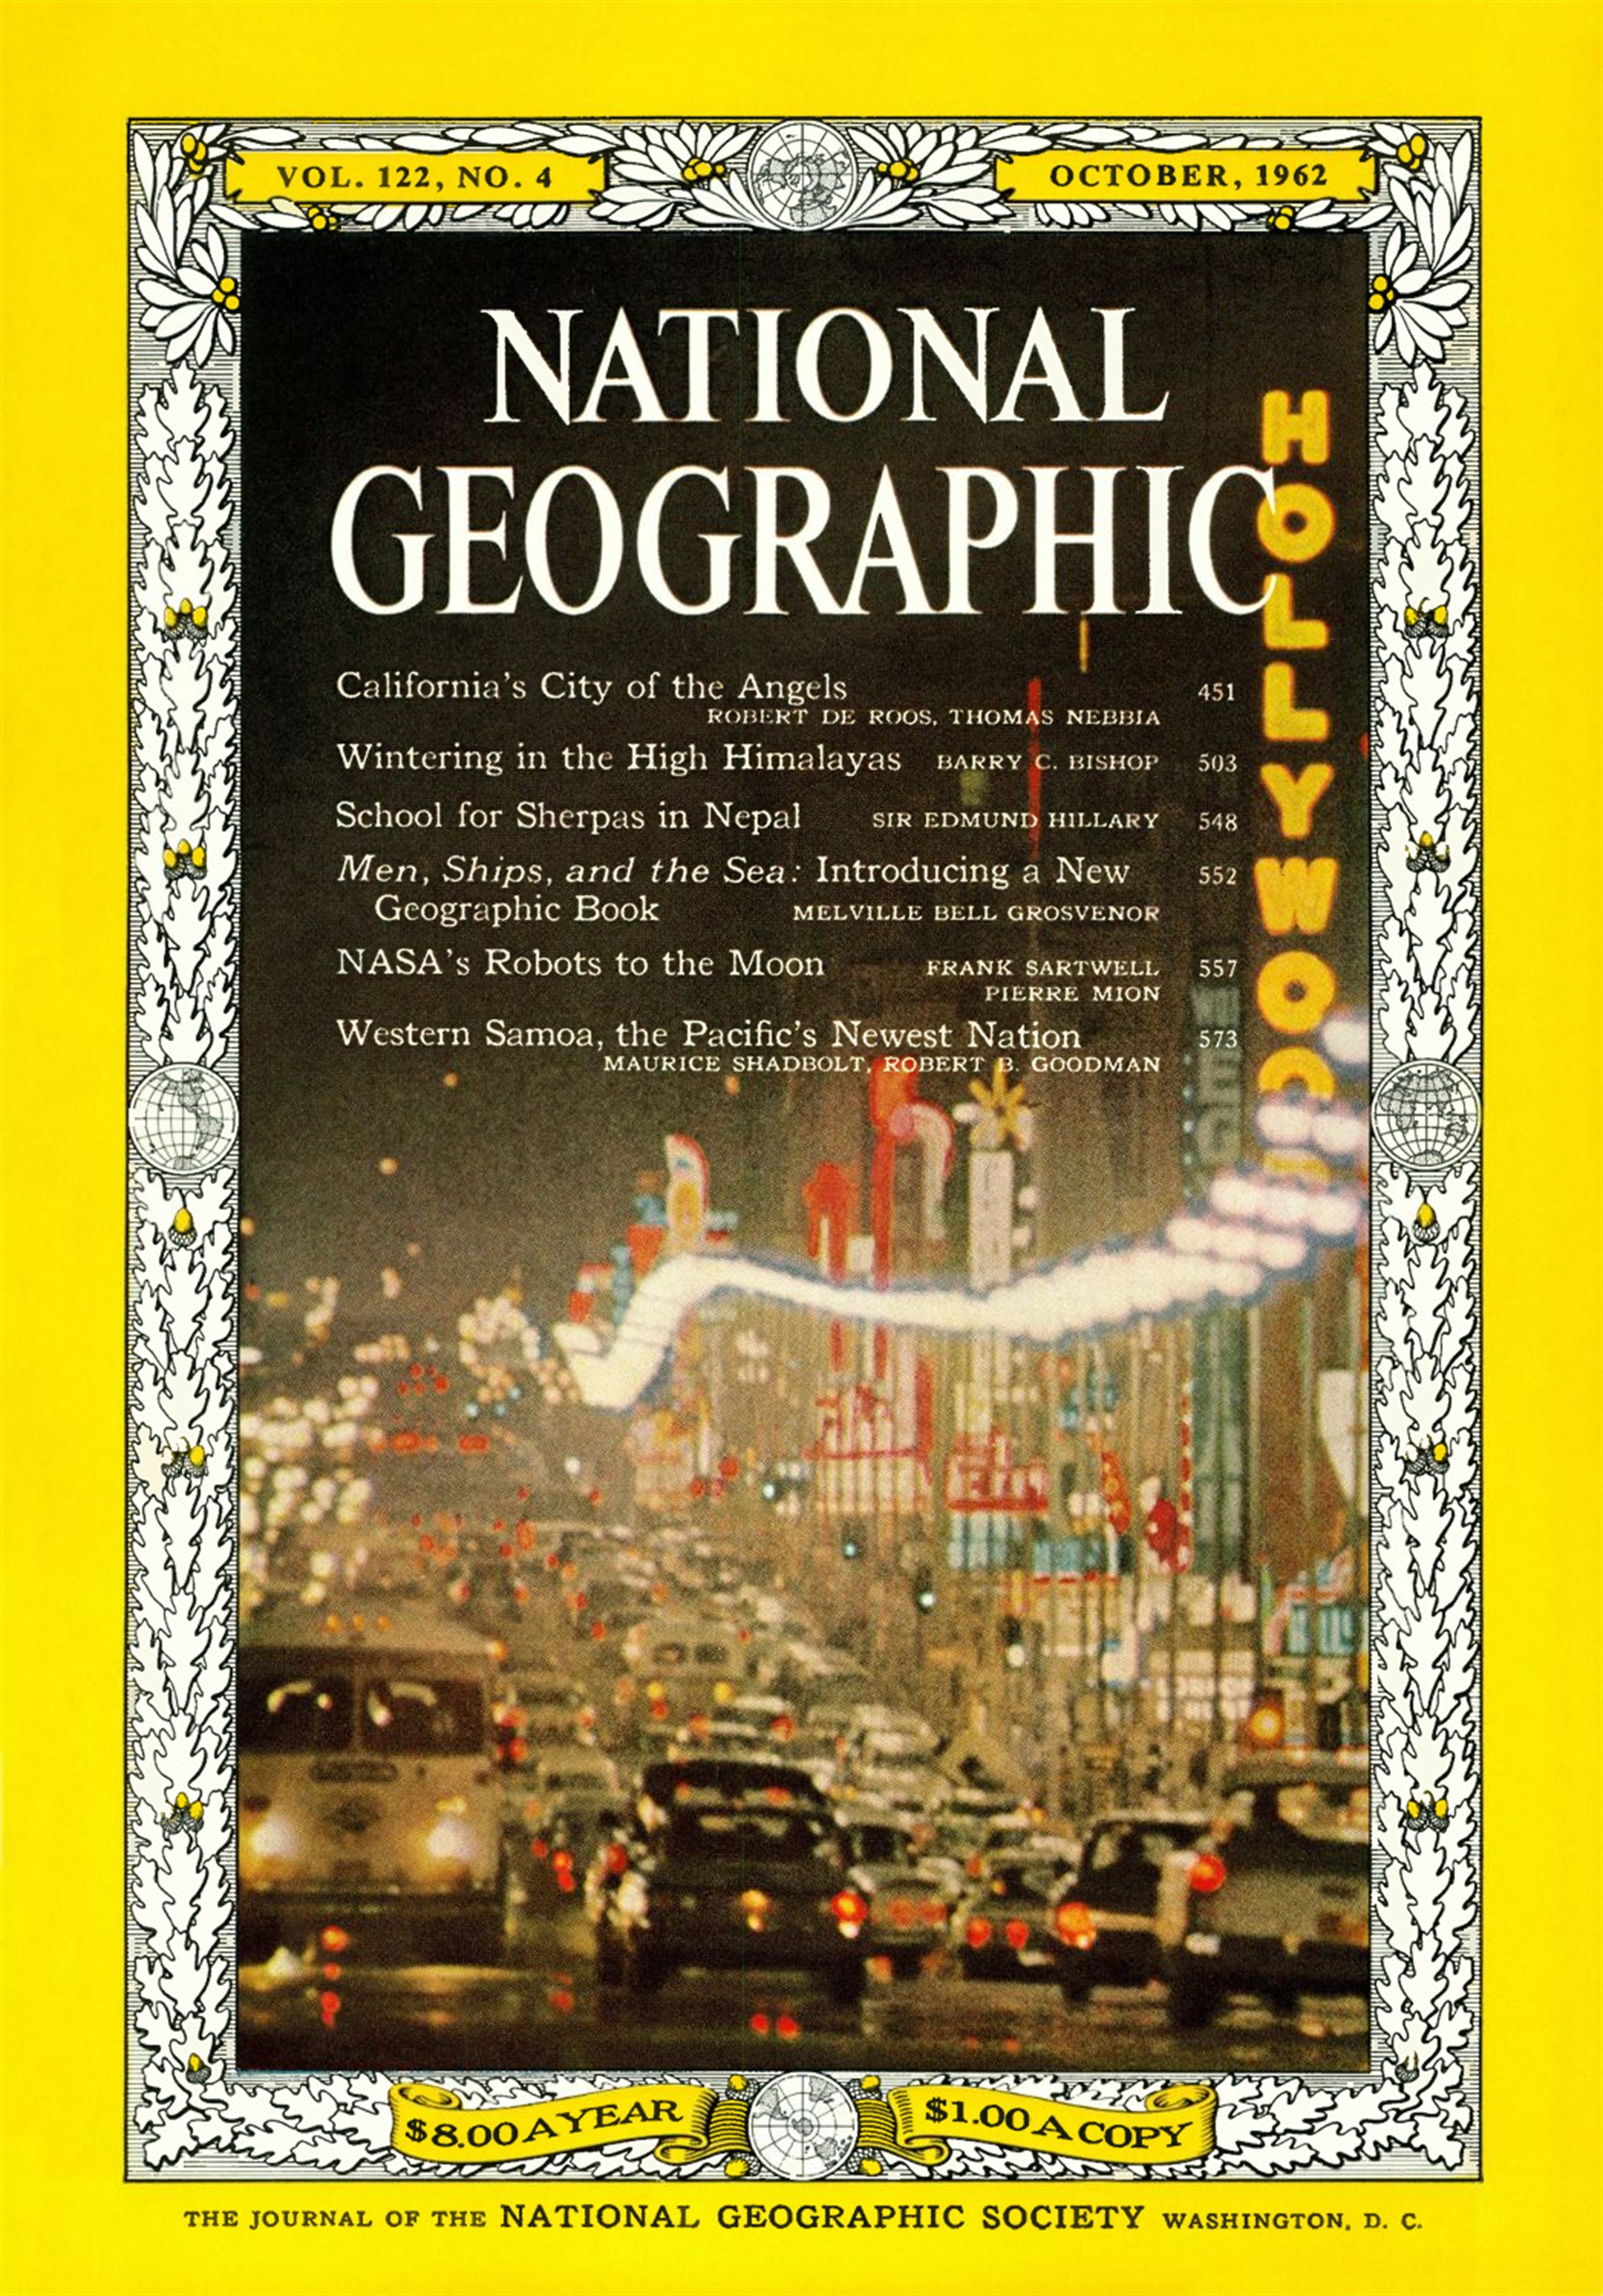 VOL. 122, NO. 4
OCTOBER, 1962
NATIONAL
GEOGRAPHIC
HOLLYWOOD
California's City of the Angels 451
ROBERT DE ROOS, THOMAS NEBBIA
Wintering in the High Himalayas BARRY C. BISHOP 503
School for Sherpas in Nepal SIR EDMUND HILLARY 548
Men, Ships, and the Sea: Introducing a New 552
Geographic Book MELVILLE BELL GROSVENOR
NASA's Robots to the Moon FRANK SARTWELL 557
PIERRE MION
Western Samoa, the Pacific's Newest Nation 573
MAURICE SHADBOLT, ROBERT B. GOODMAN
$8.00 A YEAR
$1.00 A COPY
THE JOURNAL OF THE NATIONAL GEOGRAPHIC SOCIETY WASHINGTON, D. C.